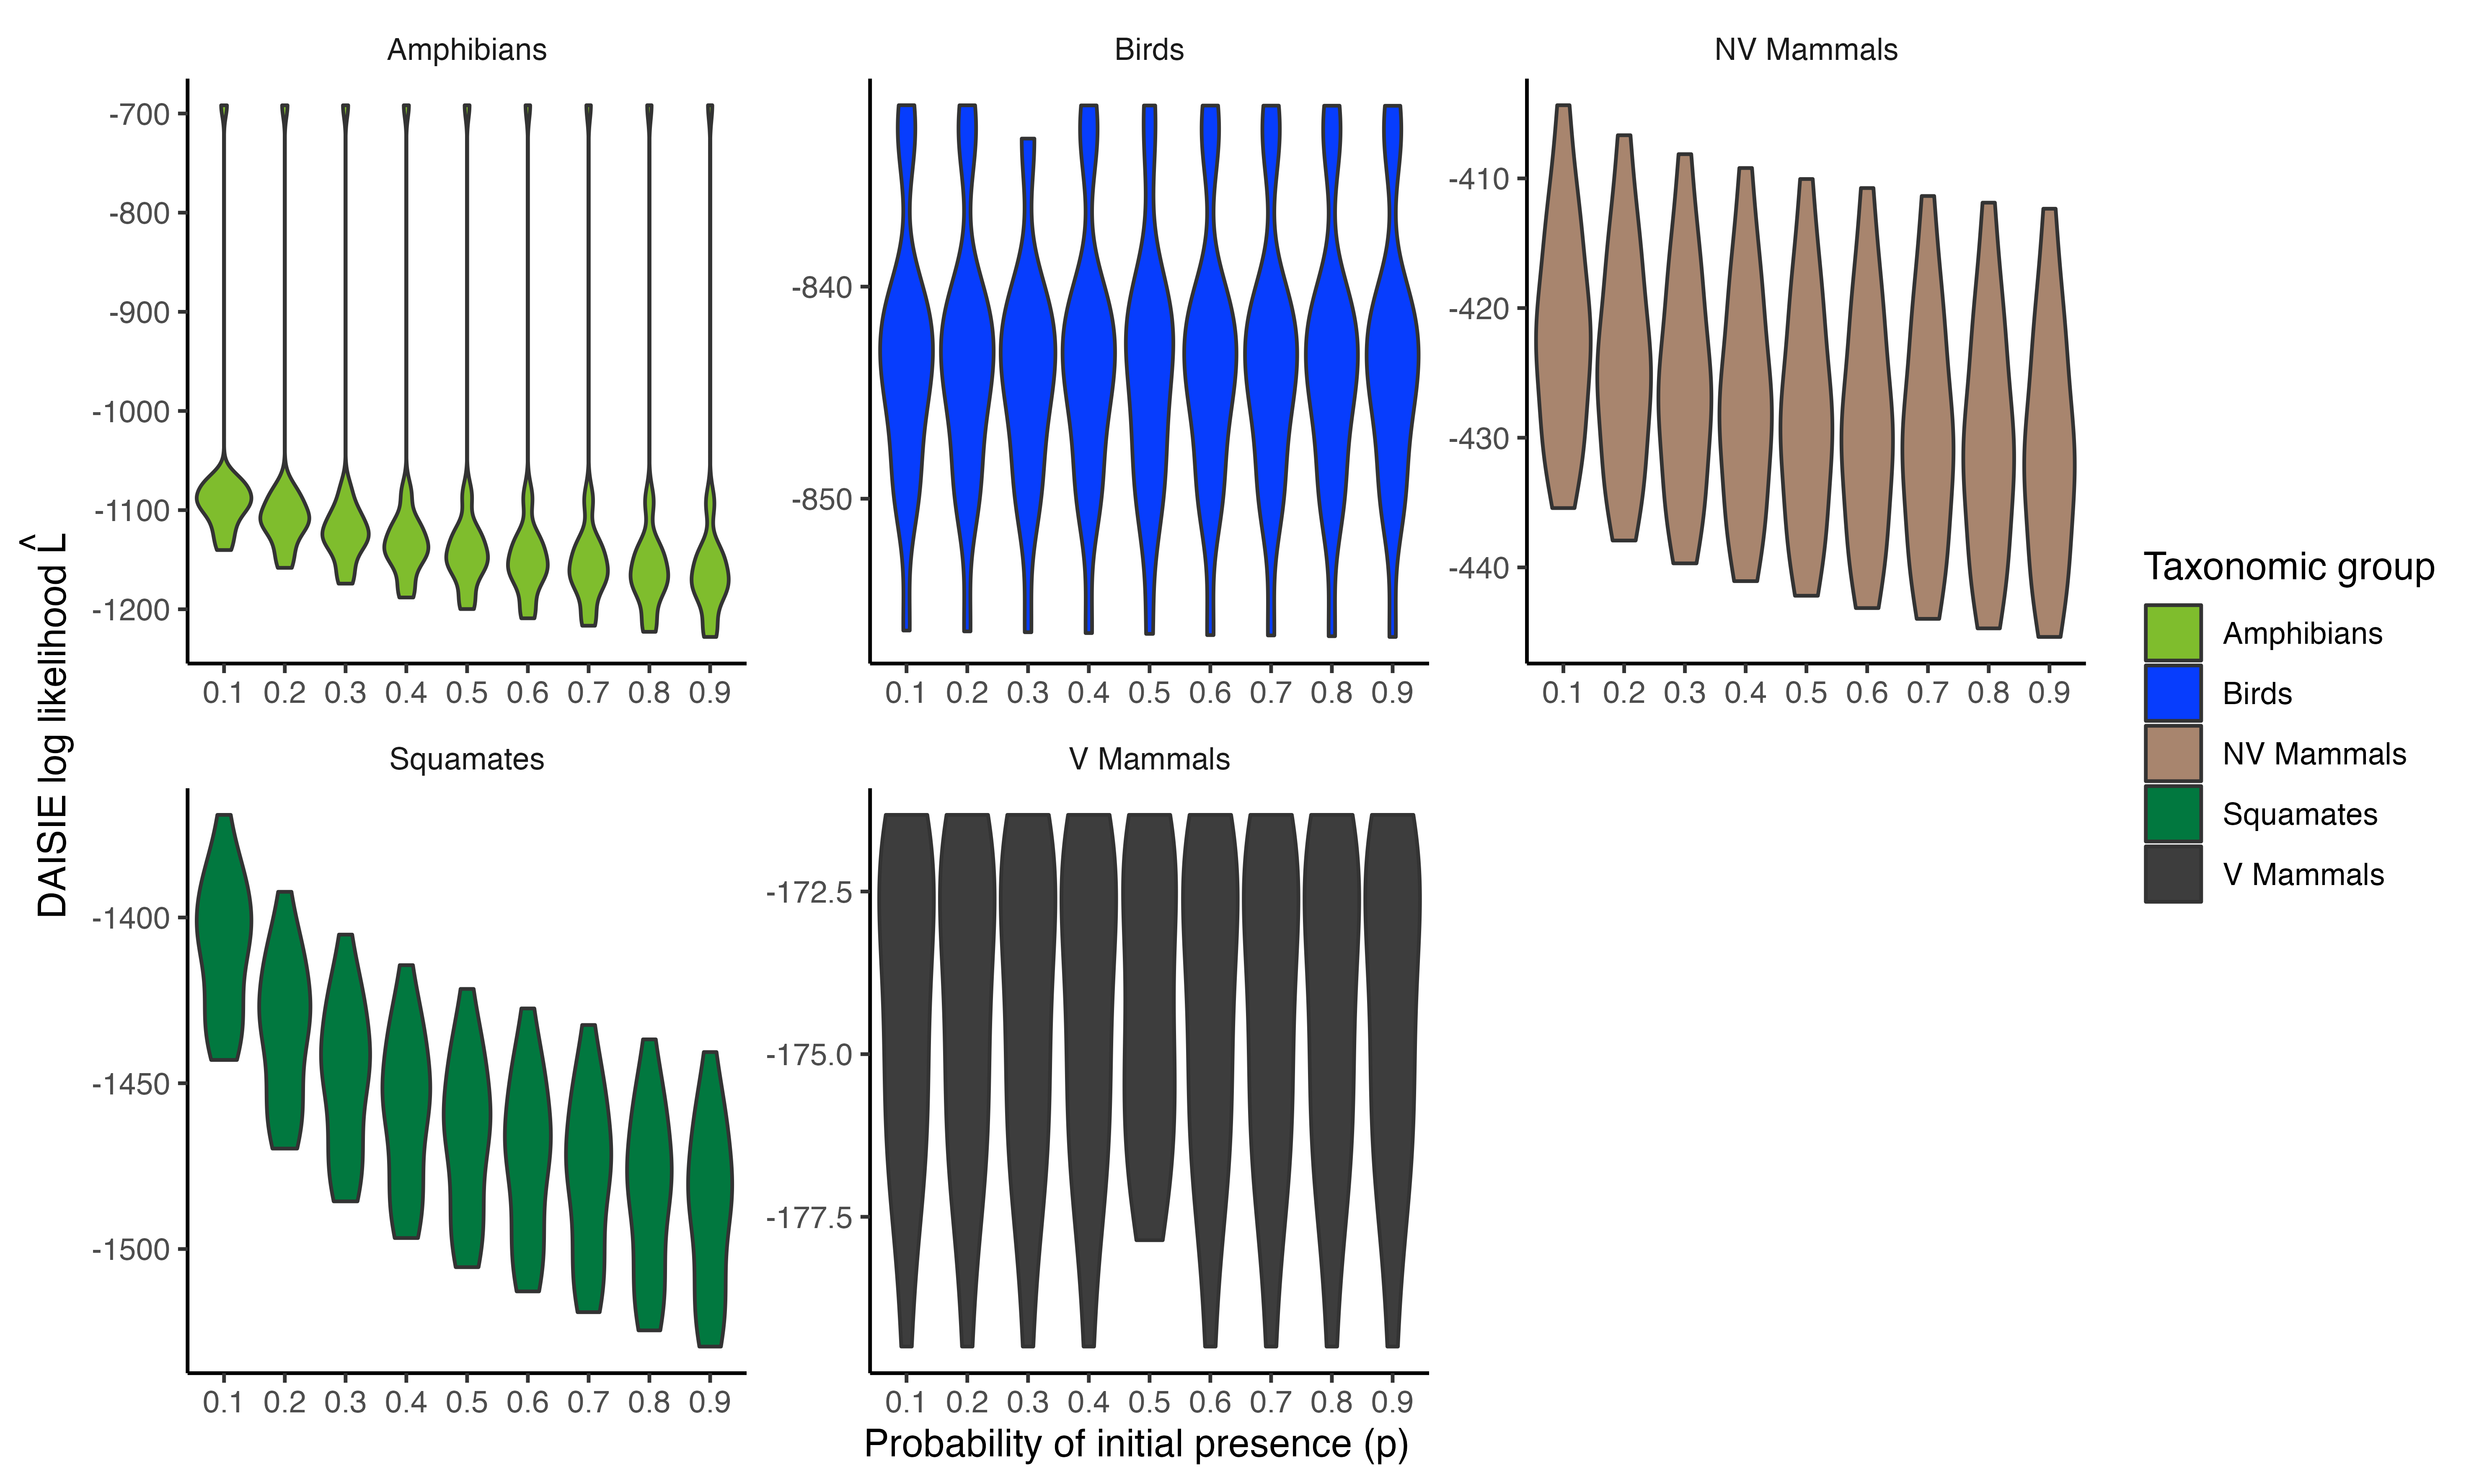 Amphibians
-700
-800
-900
-1000
-1100
-1200
0.1 0.2 0.3 0.4 0.5 0.6 0.7 0.8 0.9
Birds
-840
-850
0.1 0.2 0.3 0.4 0.5 0.6 0.7 0.8 0.9
NV Mammals
-410
-420
-430
-440
0.1 0.2 0.3 0.4 0.5 0.6 0.7 0.8 0.9
Squamates
-1400
-1450
-1500
0.1 0.2 0.3 0.4 0.5 0.6 0.7 0.8 0.9
V Mammals
-172.5
-175.0
-177.5
0.1 0.2 0.3 0.4 0.5 0.6 0.7 0.8 0.9
DAISIE log likelihood L̂
Probability of initial presence (p)
Taxonomic group
Amphibians
Birds
NV Mammals
Squamates
V Mammals